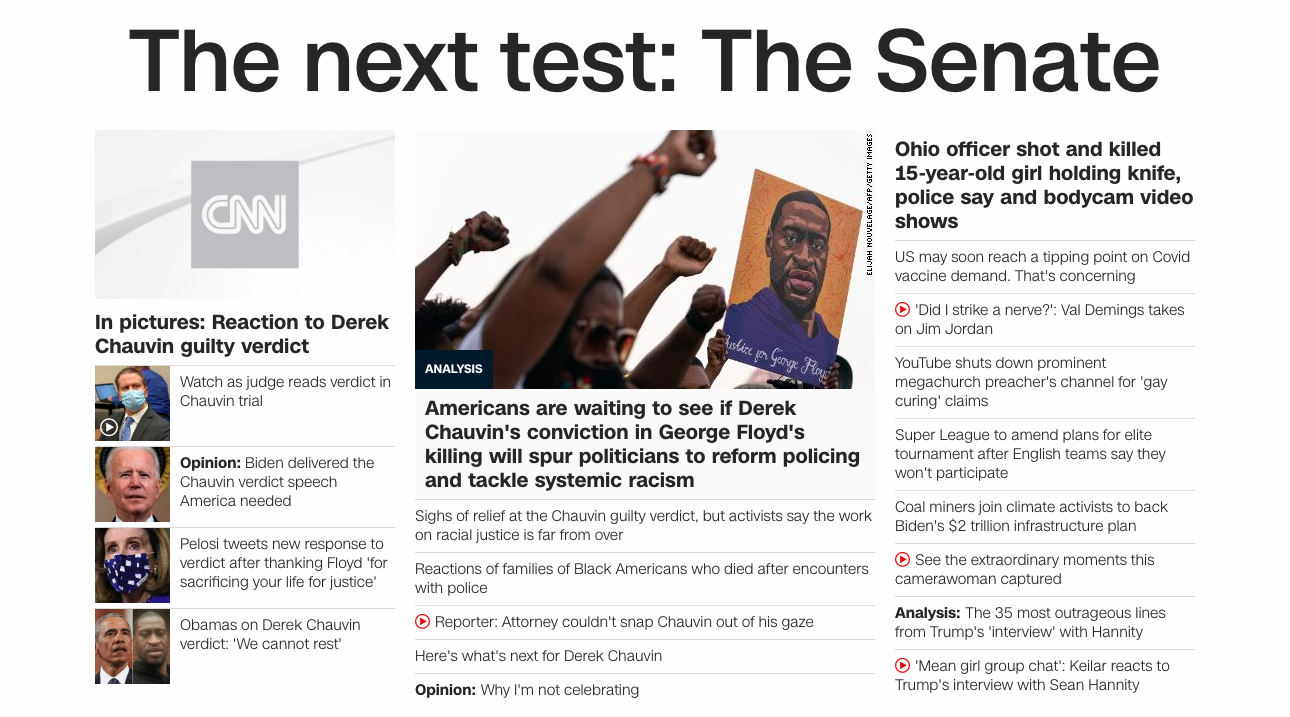 The next test: The Senate
CNN
In pictures: Reaction to Derek
Chauvin guilty verdict
Watch as judge reads verdict in
Chauvin trial
Opinion: Biden delivered the
Chauvin verdict speech
America needed
Pelosi tweets new response to
verdict after thanking Floyd 'for
sacrificing your life for justice'
Obamas on Derek Chauvin
verdict: 'We cannot rest'
ELIJAH NOUVELAGE/AFP/GETTY IMAGES
Justice for George Floyd
ANALYSIS
Americans are waiting to see if Derek
Chauvin's conviction in George Floyd's
killing will spur politicians to reform policing
and tackle systemic racism
Sighs of relief at the Chauvin guilty verdict, but activists say the work
on racial justice is far from over
Reactions of families of Black Americans who died after encounters
with police
Reporter: Attorney couldn't snap Chauvin out of his gaze
Here's what's next for Derek Chauvin
Opinion: Why I'm not celebrating
Ohio officer shot and killed
15-year-old girl holding knife,
police say and bodycam video
shows
US may soon reach a tipping point on Covid
vaccine demand. That's concerning
'Did I strike a nerve?': Val Demings takes
on Jim Jordan
YouTube shuts down prominent
megachurch preacher's channel for 'gay
curing' claims
Super League to amend plans for elite
tournament after English teams say they
won't participate
Coal miners join climate activists to back
Biden's $2 trillion infrastructure plan
See the extraordinary moments this
camerawoman captured
Analysis: The 35 most outrageous lines
from Trump's 'interview' with Hannity
'Mean girl group chat': Keilar reacts to
Trump's interview with Sean Hannity